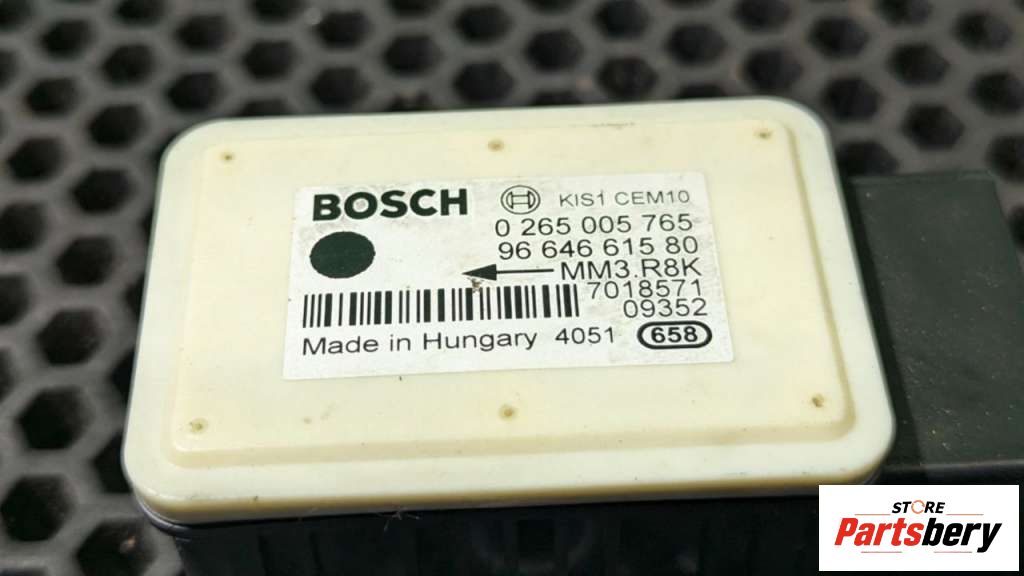 BOSCH KIS1 CEM10
0 265 005 765
96 646 615 80
MM3.R8K
7018571
09352
Made in Hungary 4051 658
STORE
Partsbery